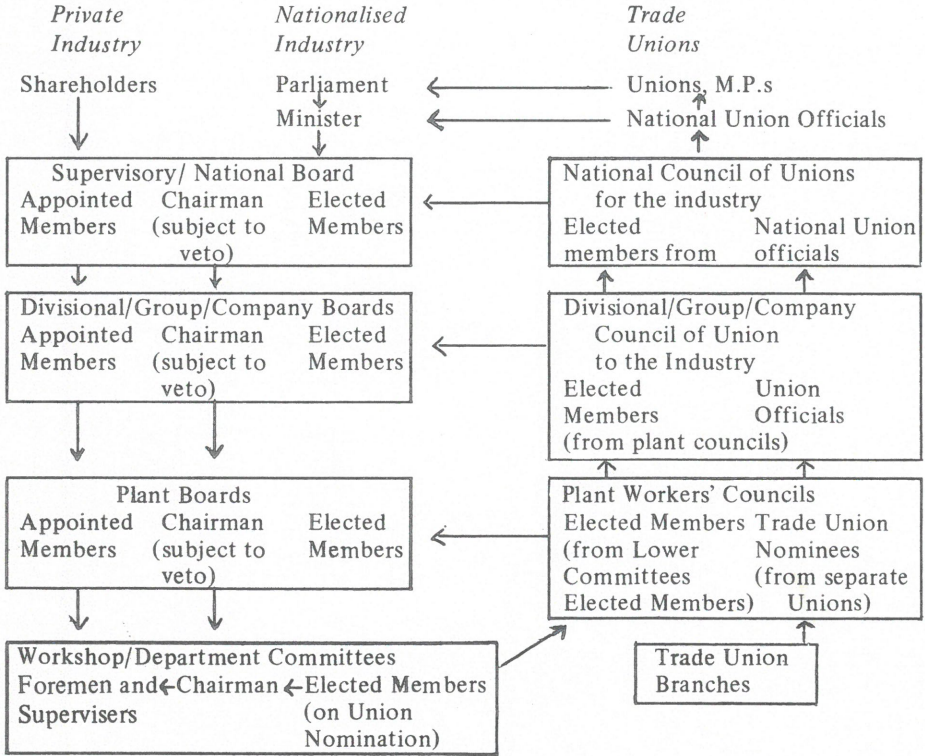 Private Industry
Nationalised Industry
Trade Unions
Shareholders
Parliament
Unions, M.P.s
Minister
National Union Officials
Supervisory/ National Board
Appointed Members
Chairman (subject to veto)
Elected Members
National Council of Unions
for the industry
Elected members from
National Union officials
Divisional/Group/Company Boards
Appointed Members
Chairman (subject to veto)
Elected Members
Divisional/Group/Company
Council of Union
to the Industry
Elected Members
(from plant councils)
Union Officials
Plant Boards
Appointed Members
Chairman (subject to veto)
Elected Members
Plant Workers' Councils
Elected Members
(from Lower
Committees
Elected Members)
Trade Union
Nominees
(from separate
Unions)
Workshop/Department Committees
Foremen and Supervisers
Chairman
Elected Members
(on Union
Nomination)
Trade Union
Branches